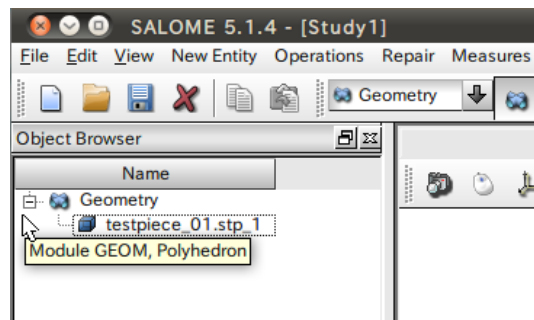 SALOME 5.1.4 - [Study1]
File Edit View New Entity Operations Repair Measures
Geometry
Object Browser
Name
Geometry
testpiece_01.stp_1
Module GEOM, Polyhedron